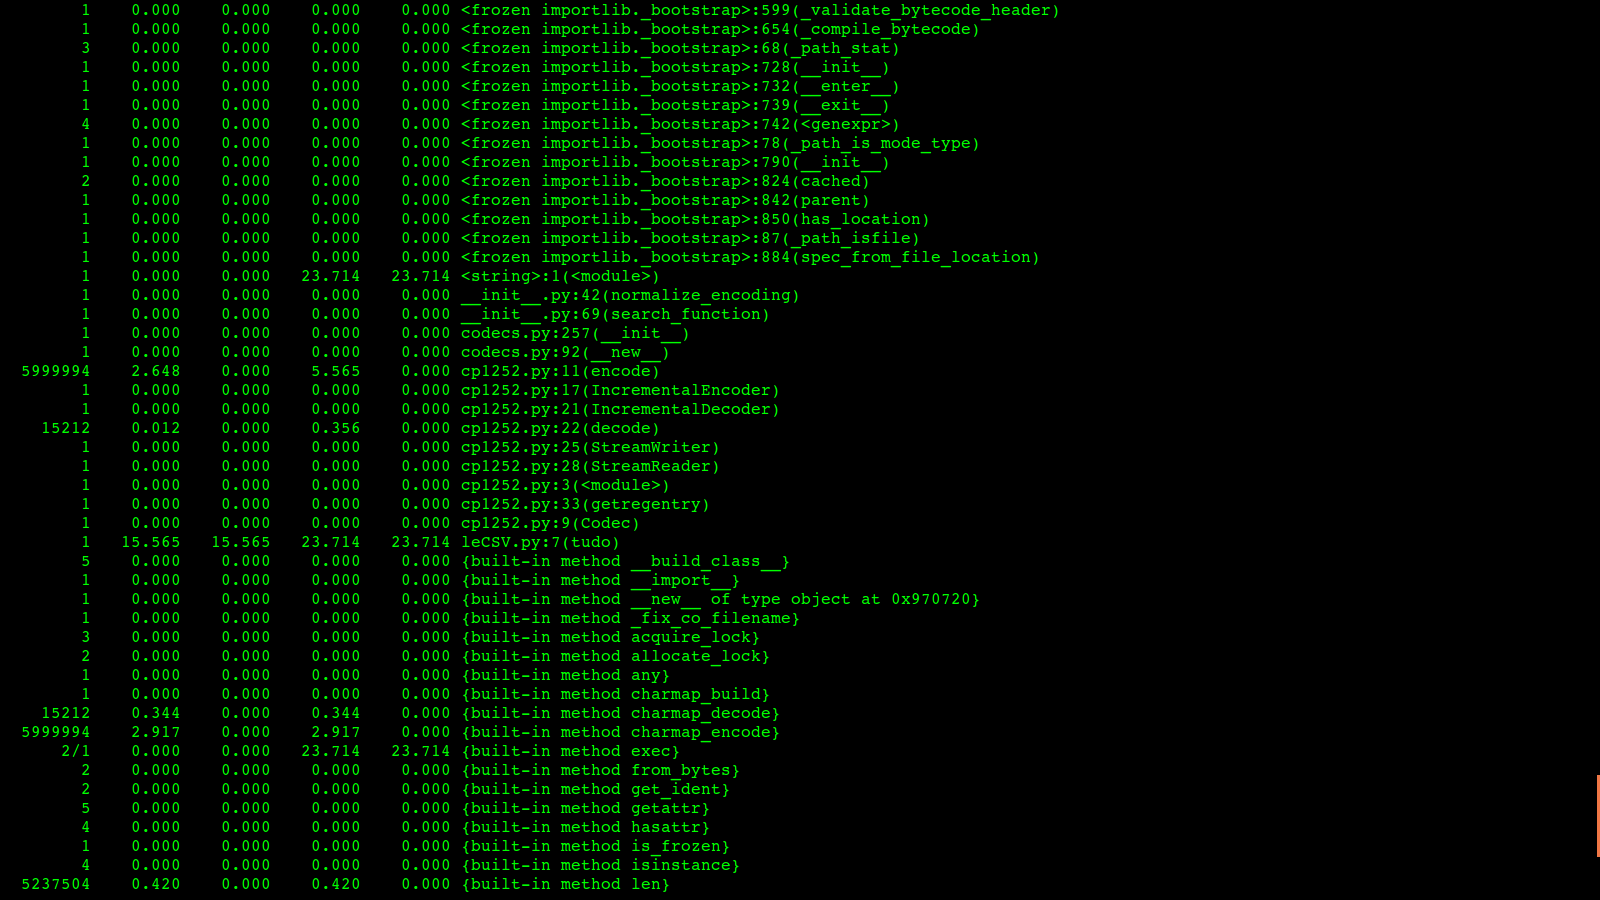 1 0.000 0.000 0.000 0.000 <frozen importlib._bootstrap>:599(_validate_bytecode_header)
1 0.000 0.000 0.000 0.000 <frozen importlib._bootstrap>:654(_compile_bytecode)
3 0.000 0.000 0.000 0.000 <frozen importlib._bootstrap>:68(_path_stat)
1 0.000 0.000 0.000 0.000 <frozen importlib._bootstrap>:728(__init__)
1 0.000 0.000 0.000 0.000 <frozen importlib._bootstrap>:732(__enter__)
1 0.000 0.000 0.000 0.000 <frozen importlib._bootstrap>:739(__exit__)
4 0.000 0.000 0.000 0.000 <frozen importlib._bootstrap>:742(<genexpr>)
1 0.000 0.000 0.000 0.000 <frozen importlib._bootstrap>:78(_path_is_mode_type)
1 0.000 0.000 0.000 0.000 <frozen importlib._bootstrap>:790(__init__)
2 0.000 0.000 0.000 0.000 <frozen importlib._bootstrap>:824(cached)
1 0.000 0.000 0.000 0.000 <frozen importlib._bootstrap>:842(parent)
1 0.000 0.000 0.000 0.000 <frozen importlib._bootstrap>:850(has_location)
1 0.000 0.000 0.000 0.000 <frozen importlib._bootstrap>:87(_path_isfile)
1 0.000 0.000 0.000 0.000 <frozen importlib._bootstrap>:884(spec_from_file_location)
1 0.000 0.000 23.714 23.714 <string>:1(<module>)
1 0.000 0.000 0.000 0.000 __init__.py:42(normalize_encoding)
1 0.000 0.000 0.000 0.000 __init__.py:69(search_function)
1 0.000 0.000 0.000 0.000 codecs.py:257(__init__)
1 0.000 0.000 0.000 0.000 codecs.py:92(__new__)
5999994 2.648 0.000 5.565 0.000 cp1252.py:11(encode)
1 0.000 0.000 0.000 0.000 cp1252.py:17(IncrementalEncoder)
1 0.000 0.000 0.000 0.000 cp1252.py:21(IncrementalDecoder)
15212 0.012 0.000 0.356 0.000 cp1252.py:22(decode)
1 0.000 0.000 0.000 0.000 cp1252.py:25(StreamWriter)
1 0.000 0.000 0.000 0.000 cp1252.py:28(StreamReader)
1 0.000 0.000 0.000 0.000 cp1252.py:3(<module>)
1 0.000 0.000 0.000 0.000 cp1252.py:33(getregentry)
1 0.000 0.000 0.000 0.000 cp1252.py:9(Codec)
1 15.565 15.565 23.714 23.714 leCSV.py:7(tudo)
5 0.000 0.000 0.000 0.000 {built-in method __build_class__}
1 0.000 0.000 0.000 0.000 {built-in method __import__}
1 0.000 0.000 0.000 0.000 {built-in method __new__ of type object at 0x970720}
1 0.000 0.000 0.000 0.000 {built-in method _fix_co_filename}
3 0.000 0.000 0.000 0.000 {built-in method acquire_lock}
2 0.000 0.000 0.000 0.000 {built-in method allocate_lock}
1 0.000 0.000 0.000 0.000 {built-in method any}
1 0.000 0.000 0.000 0.000 {built-in method charmap_build}
15212 0.344 0.000 0.344 0.000 {built-in method charmap_decode}
5999994 2.917 0.000 2.917 0.000 {built-in method charmap_encode}
2/1 0.000 0.000 23.714 23.714 {built-in method exec}
2 0.000 0.000 0.000 0.000 {built-in method from_bytes}
2 0.000 0.000 0.000 0.000 {built-in method get_ident}
5 0.000 0.000 0.000 0.000 {built-in method getattr}
4 0.000 0.000 0.000 0.000 {built-in method hasattr}
1 0.000 0.000 0.000 0.000 {built-in method is_frozen}
4 0.000 0.000 0.000 0.000 {built-in method isinstance}
5237504 0.420 0.000 0.420 0.000 {built-in method len}